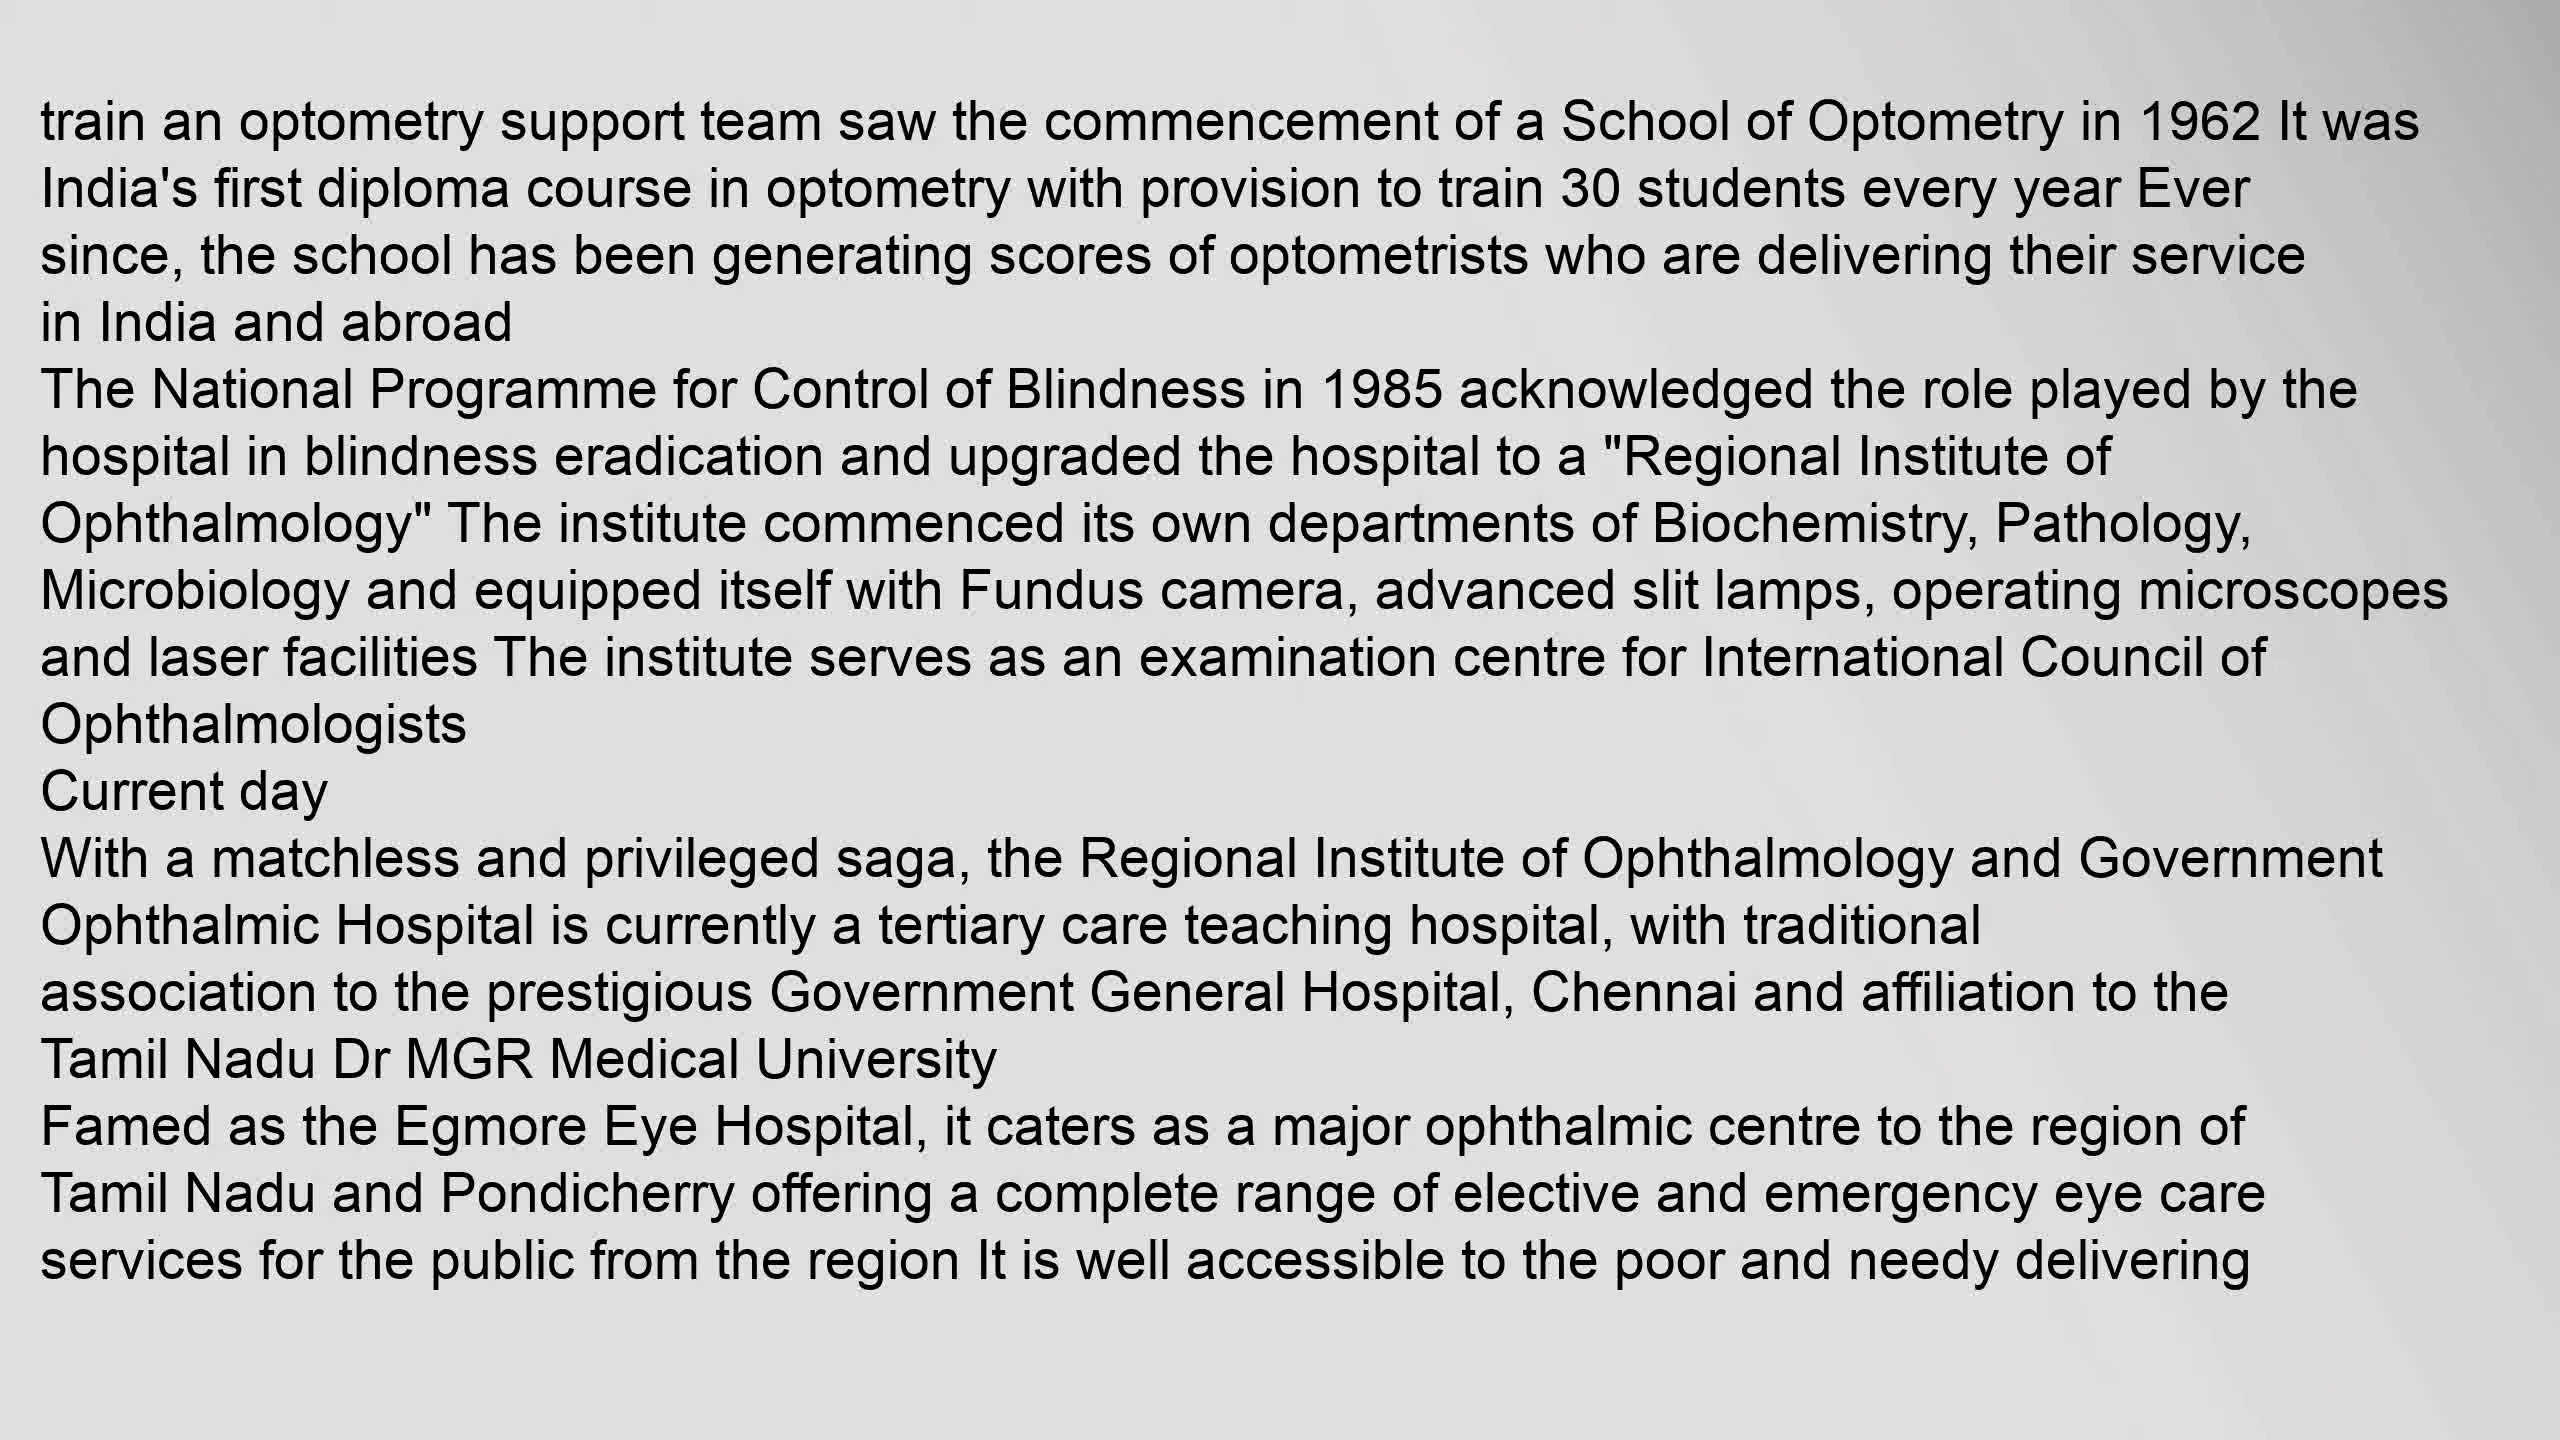 train an optometry support team saw the commencement of a School of Optometry in 1962 It was
India's first diploma course in optometry with provision to train 30 students every year Ever
since, the school has been generating scores of optometrists who are delivering their service
in India and abroad
The National Programme for Control of Blindness in 1985 acknowledged the role played by the
hospital in blindness eradication and upgraded the hospital to a "Regional Institute of
Ophthalmology" The institute commenced its own departments of Biochemistry, Pathology,
Microbiology and equipped itself with Fundus camera, advanced slit lamps, operating microscopes
and laser facilities The institute serves as an examination centre for International Council of
Ophthalmologists
Current day
With a matchless and privileged saga, the Regional Institute of Ophthalmology and Government
Ophthalmic Hospital is currently a tertiary care teaching hospital, with traditional
association to the prestigious Government General Hospital, Chennai and affiliation to the
Tamil Nadu Dr MGR Medical University
Famed as the Egmore Eye Hospital, it caters as a major ophthalmic centre to the region of
Tamil Nadu and Pondicherry offering a complete range of elective and emergency eye care
services for the public from the region It is well accessible to the poor and needy delivering